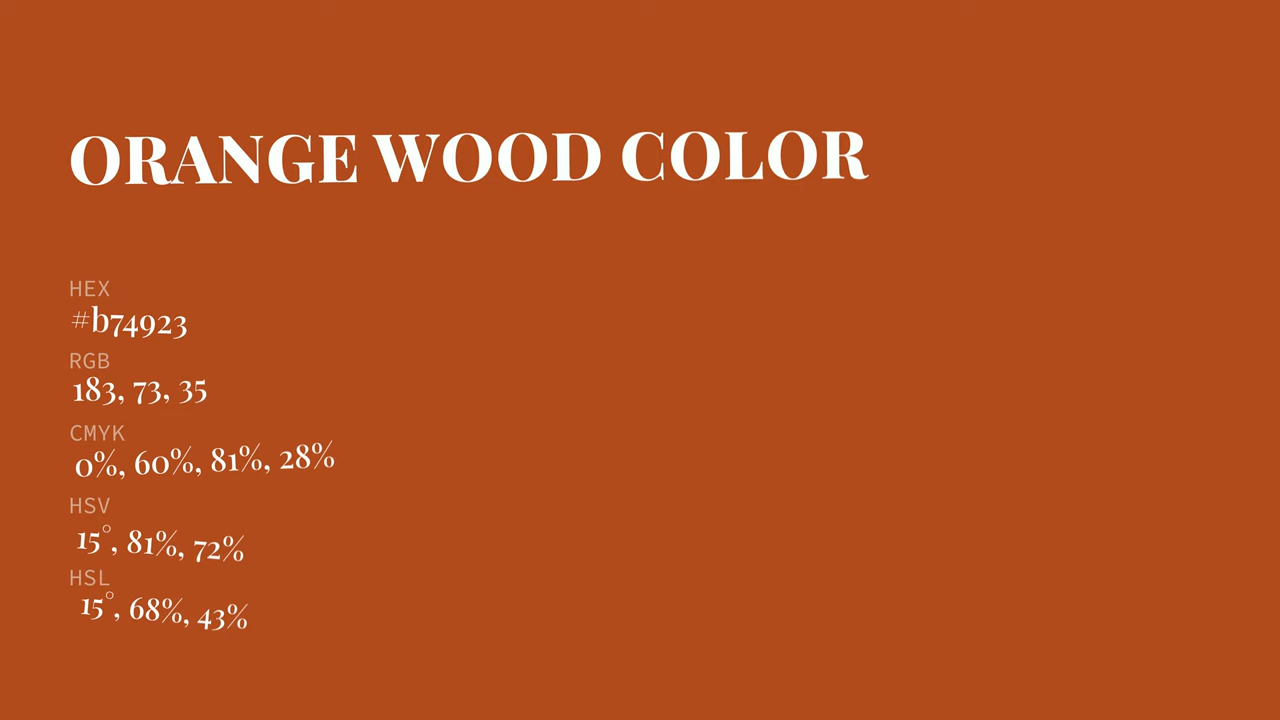 ORANGE WOOD COLOR
HEX
#b74923
RGB
183, 73, 35
CMYK
0%, 60%, 81%, 28%
HSV
15°, 81%, 72%
HSL
15°, 68%, 43%